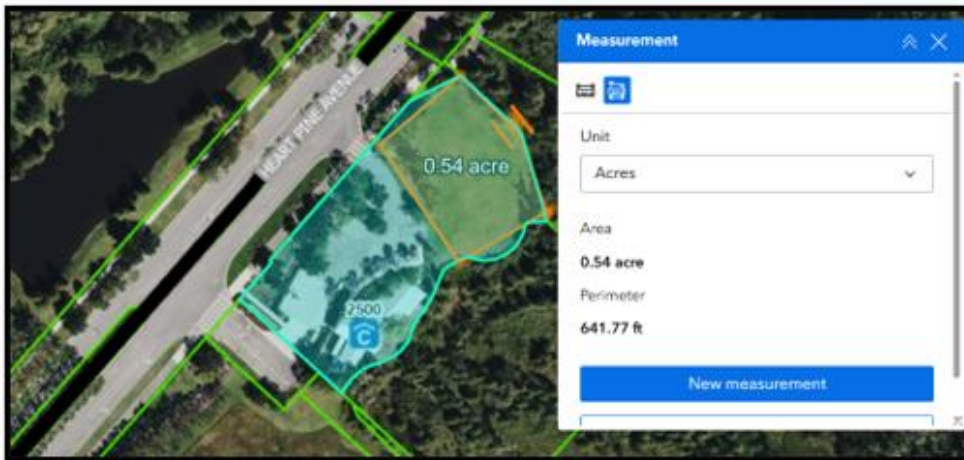 HEART PINE AVENUE
0.54 acre
2500
C
Measurement
Unit
Acres
Area
0.54 acre
Perimeter
641.77 ft
New measurement